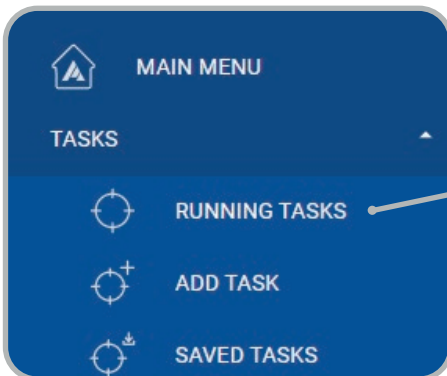 MAIN MENU
TASKS
RUNNING TASKS
ADD TASK
SAVED TASKS